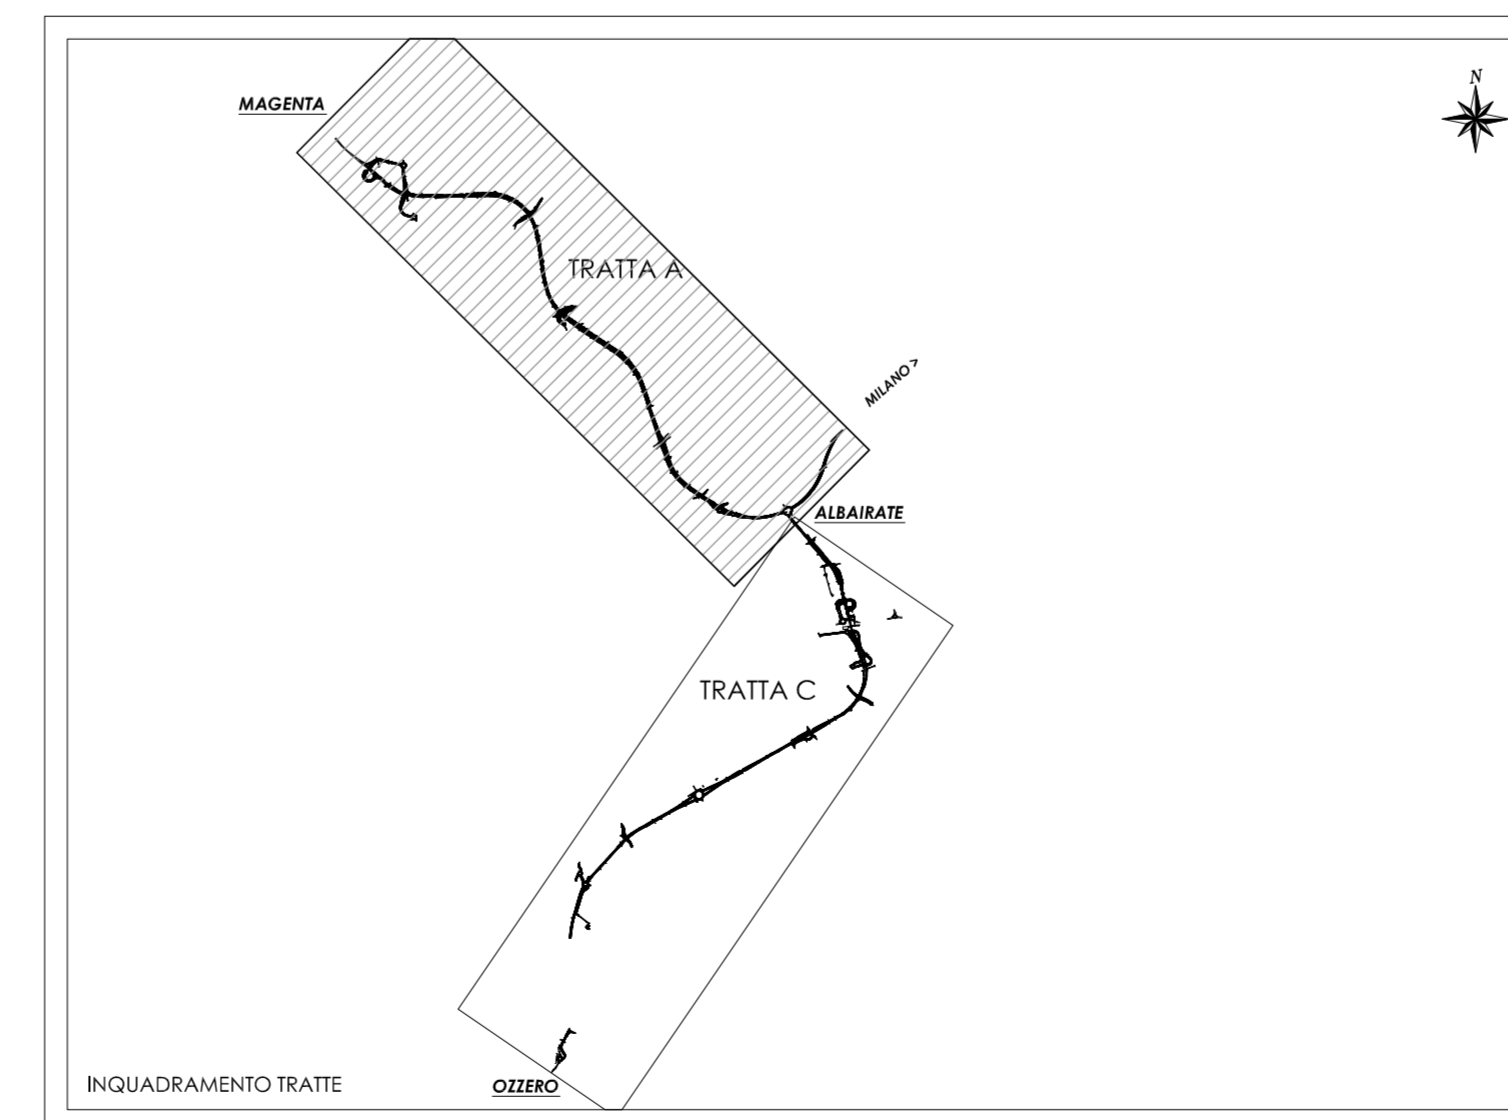 N
MAGENTA
TRATTA A
MILANO >
ALBAIRATE
TRATTA C
INQUADRAMENTO TRATTE
OZZERO